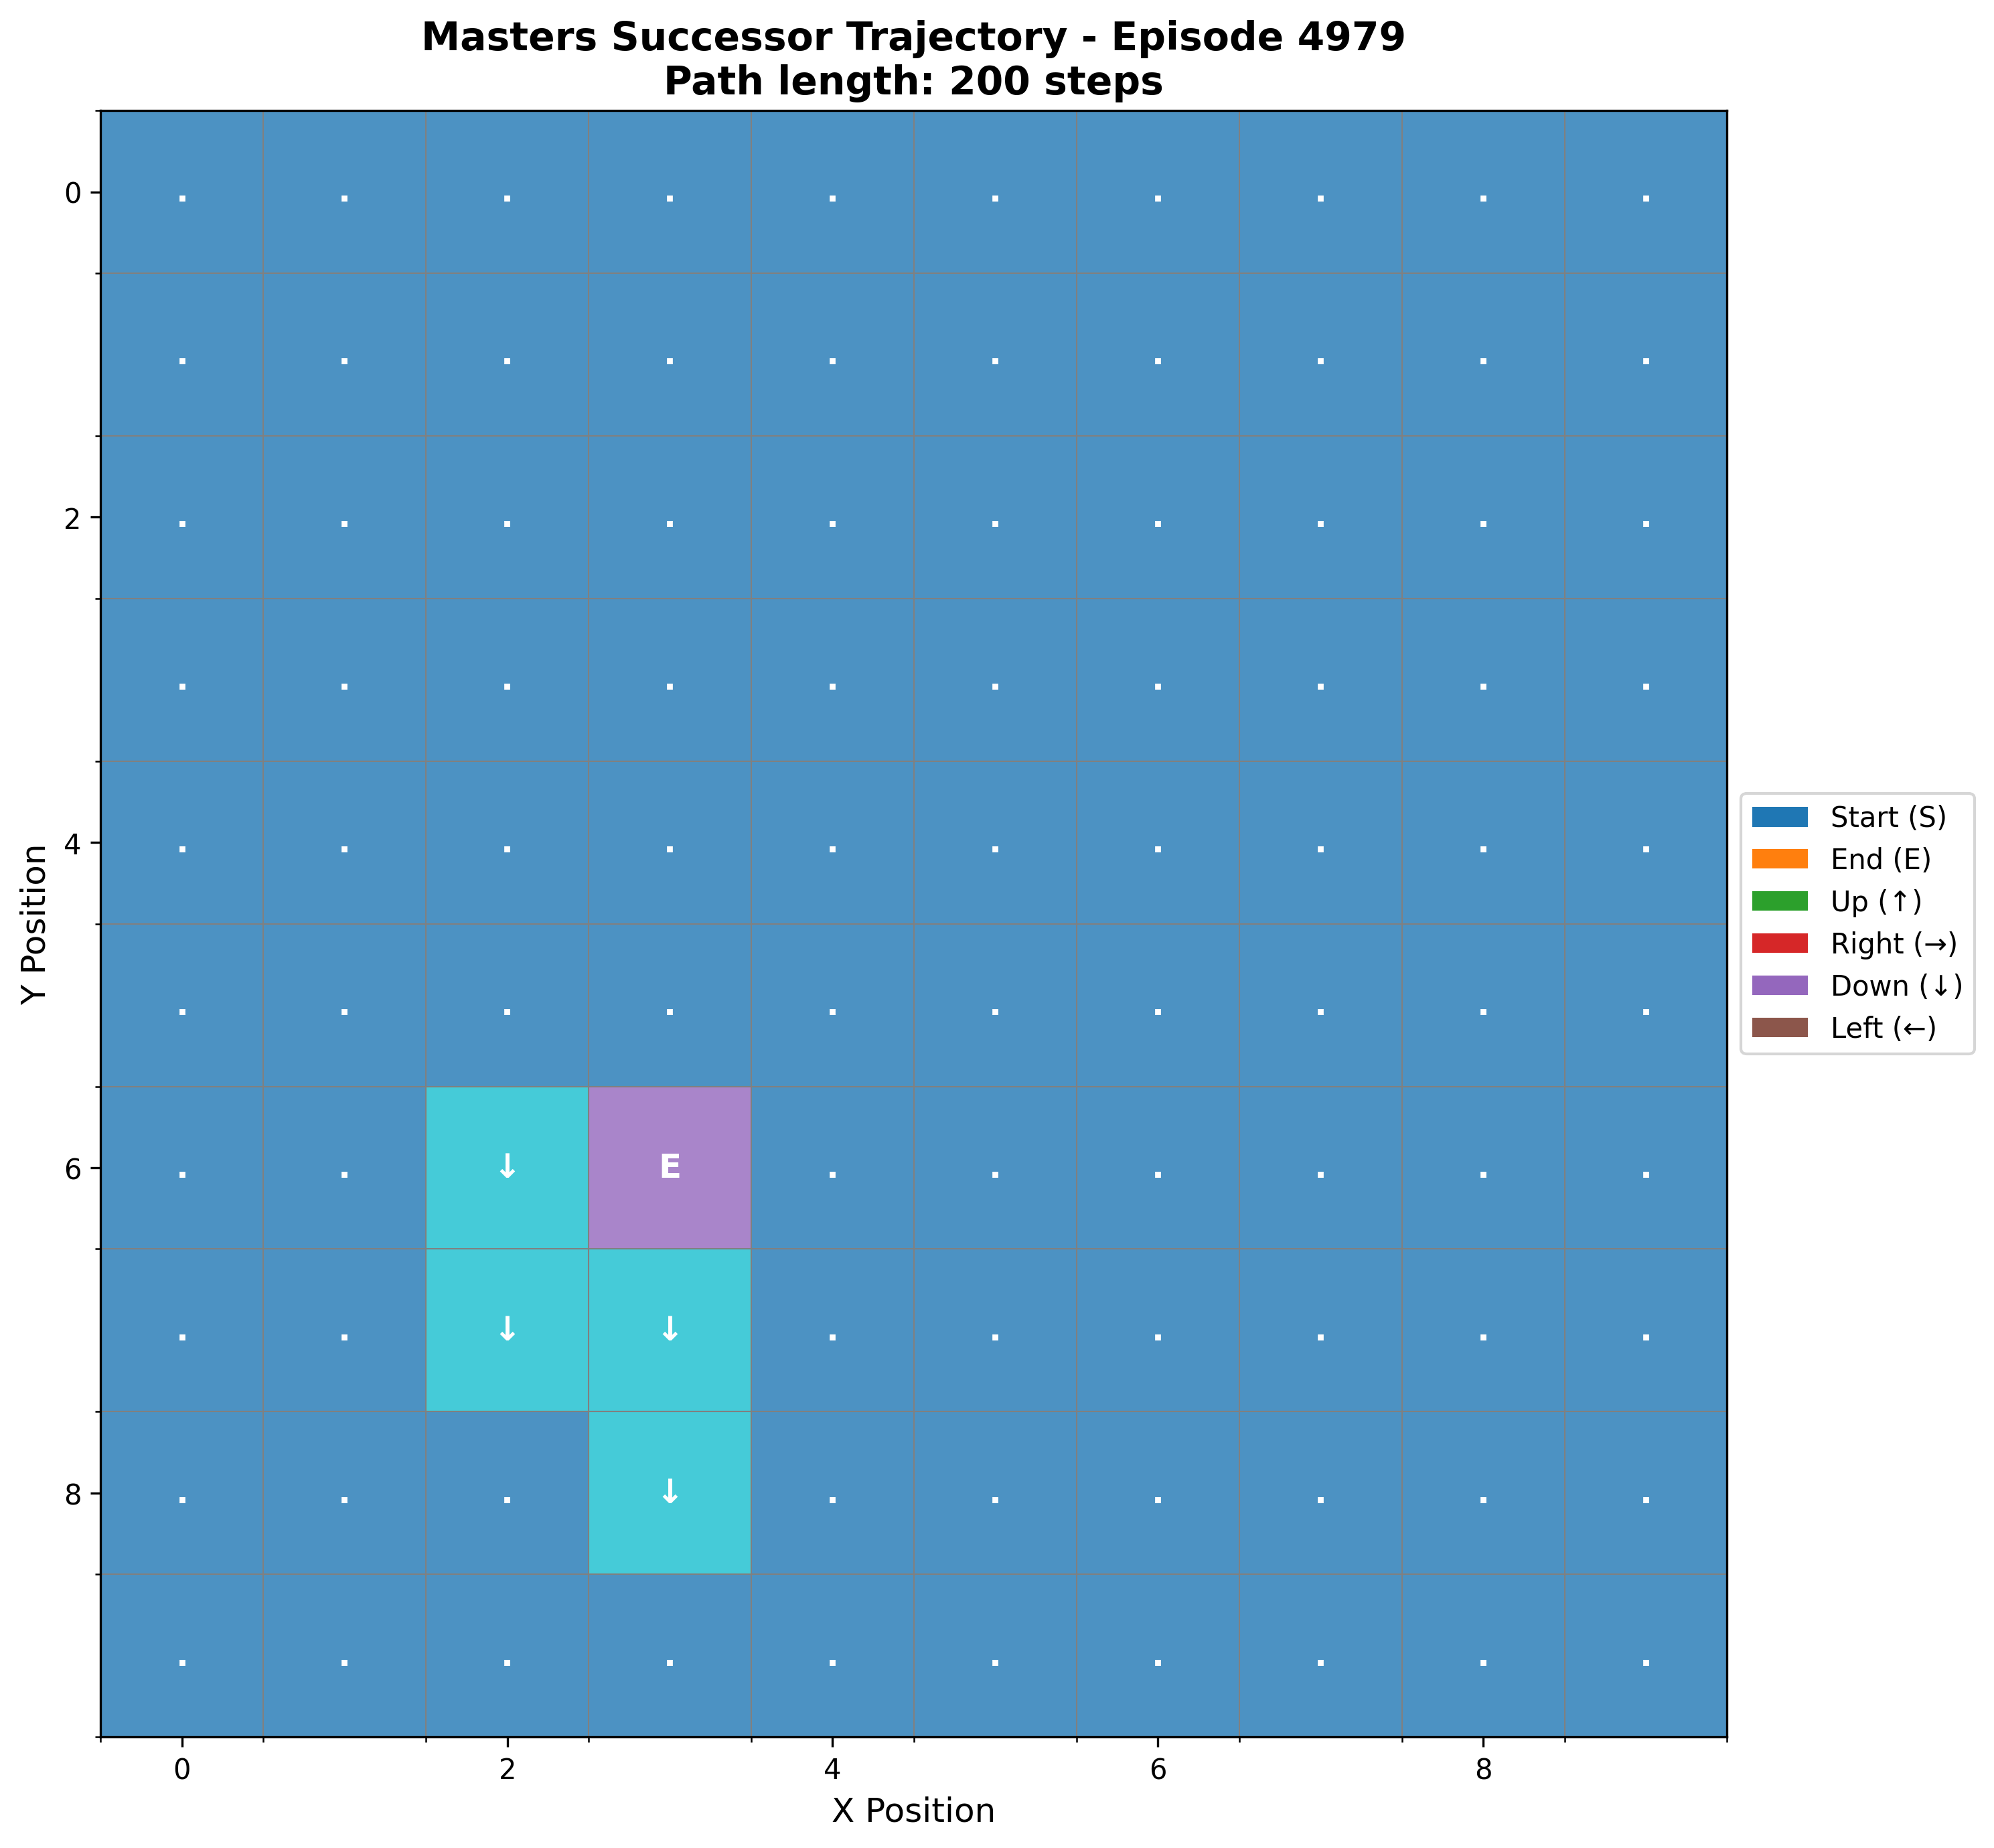 Masters Successor Trajectory - Episode 4979
Path length: 200 steps
0
2
4
Y Position
6
8
↓ E
↓ ↓
↓
0 2 4 6 8
X Position
Start (S)
End (E)
Up (↑)
Right (→)
Down (↓)
Left (←)